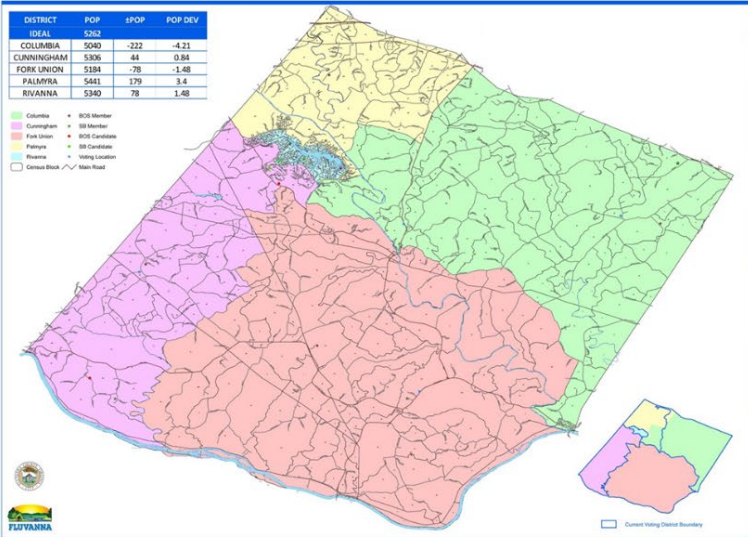 DISTRICT POP ±POP POP DEV
IDEAL 5262
COLUMBIA 5040 -222 -4.21
CUNNINGHAM 5306 44 0.84
FORK UNION 5184 -78 -1.48
PALMYRA 5441 179 3.4
RIVANNA 5340 78 1.48
Columbia BOS Member
Cunningham SB Member
Fork Union BOS Candidate
Palmyra SB Candidate
Rivanna Voting Location
Census Block Main Road
FLUVANNA
Current Voting District Boundary